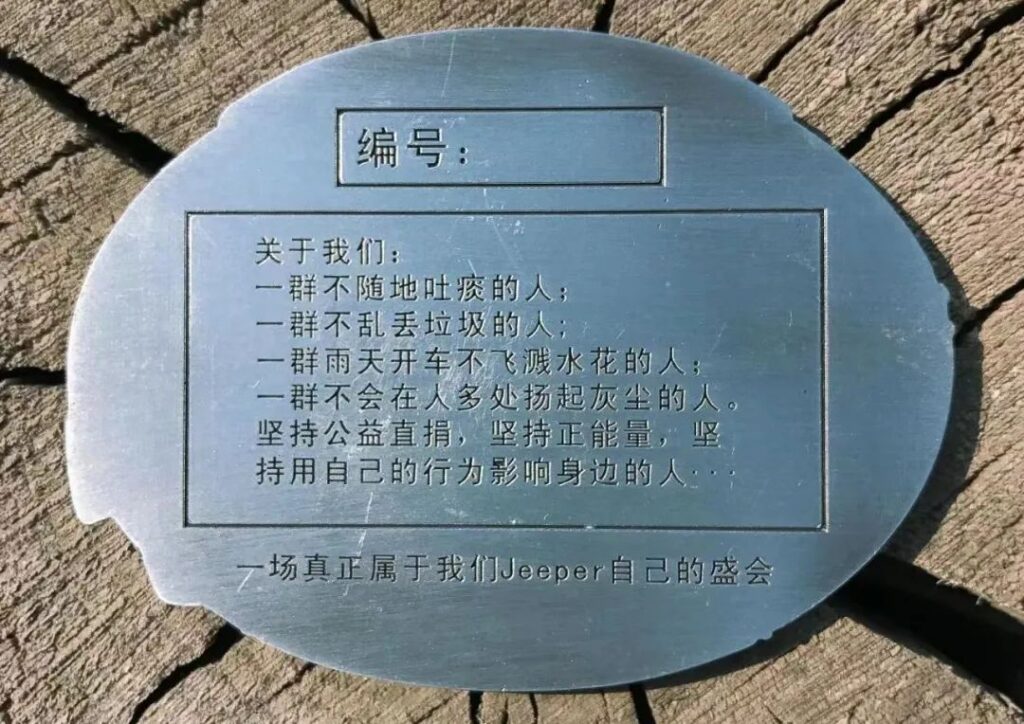 编号：
关于我们：
一群不随地吐痰的人；
一群不乱丢垃圾的人；
一群雨天开车不飞溅水花的人；
一群不会在人多处扬起灰尘的人。
坚持公益直捐，坚持正能量，坚
持用自己的行为影响身边的人···
一场真正属于我们Jeeper自己的盛会